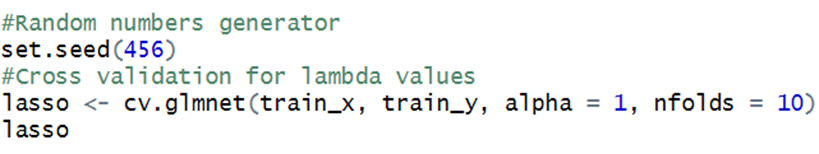 #Random numbers generator
set.seed(456)
#Cross validation for lambda values
lasso <- cv.glmnet(train_x, train_y, alpha = 1, nfolds = 10)
lasso